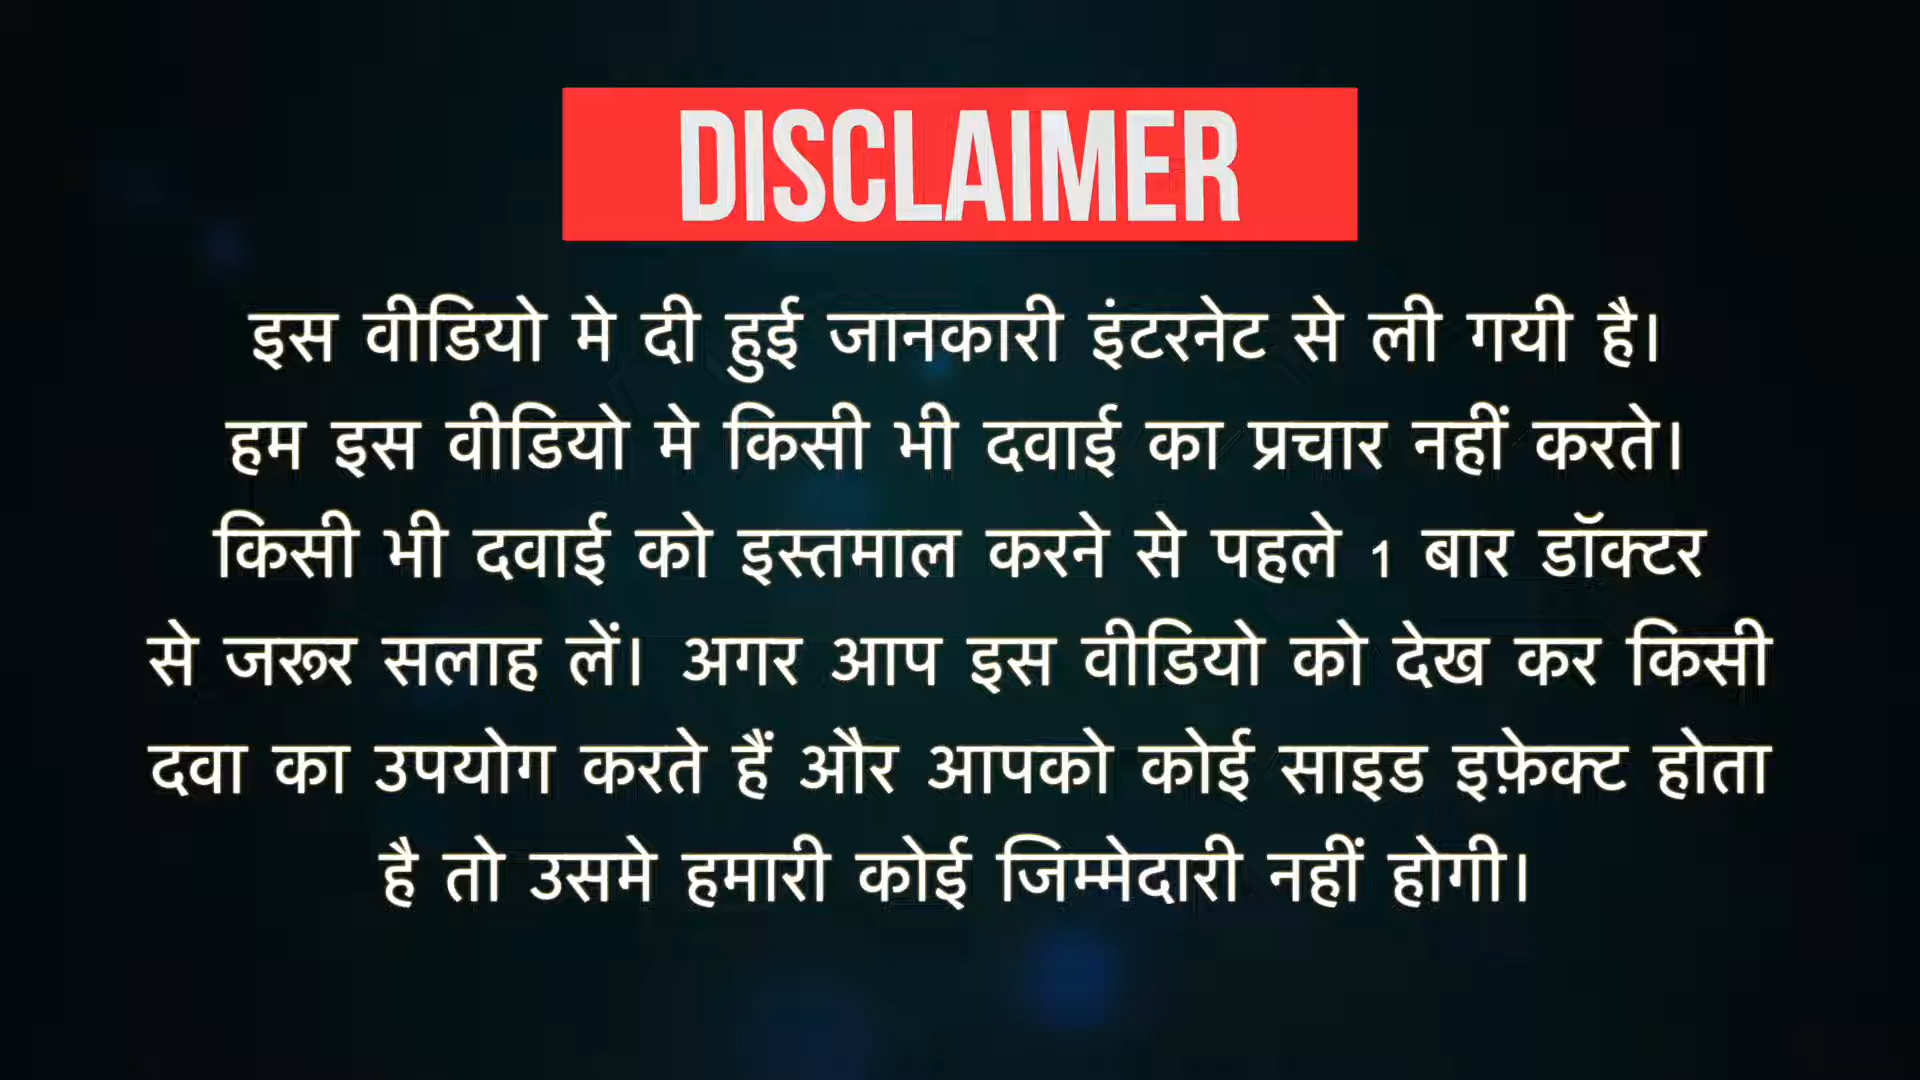 DISCLAIMER
इस वीडियो मे दी हुई जानकारी इंटरनेट से ली गयी है।
हम इस वीडियो मे किसी भी दवाई का प्रचार नहीं करते।
किसी भी दवाई को इस्तमाल करने से पहले 1 बार डॉक्टर
से जरूर सलाह लें। अगर आप इस वीडियो को देख कर किसी
दवा का उपयोग करते हैं और आपको कोई साइड इफ़ेक्ट होता
है तो उसमे हमारी कोई जिम्मेदारी नहीं होगी।